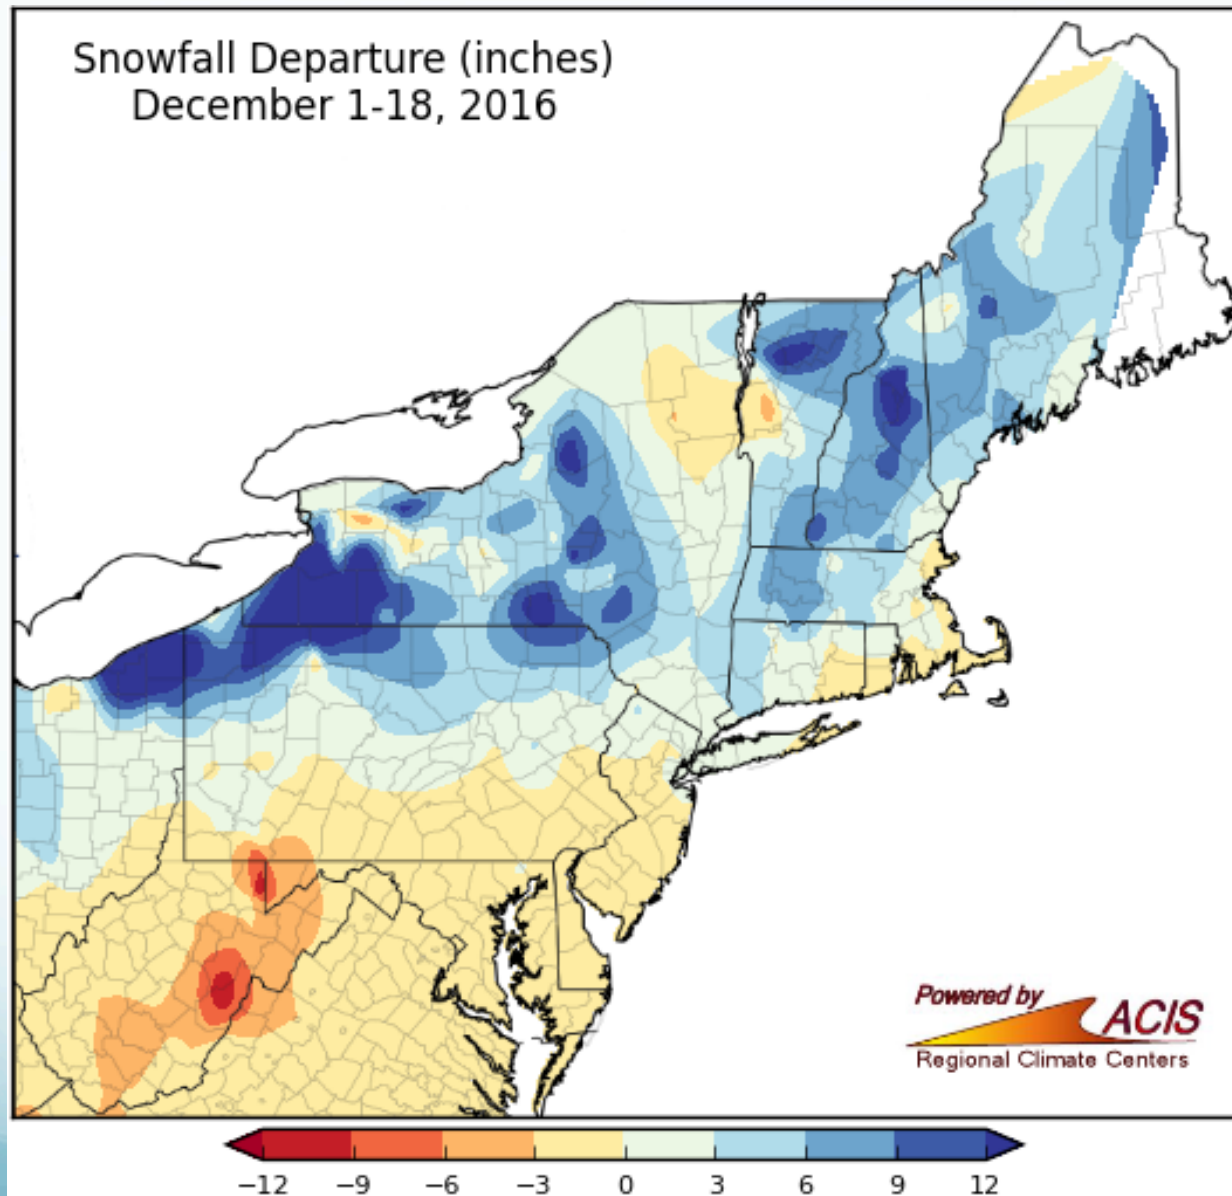 Snowfall Departure (inches)
December 1-18, 2016
Powered by
ACIS
Regional Climate Centers
−12 −9 −6 −3 0 3 6 9 12